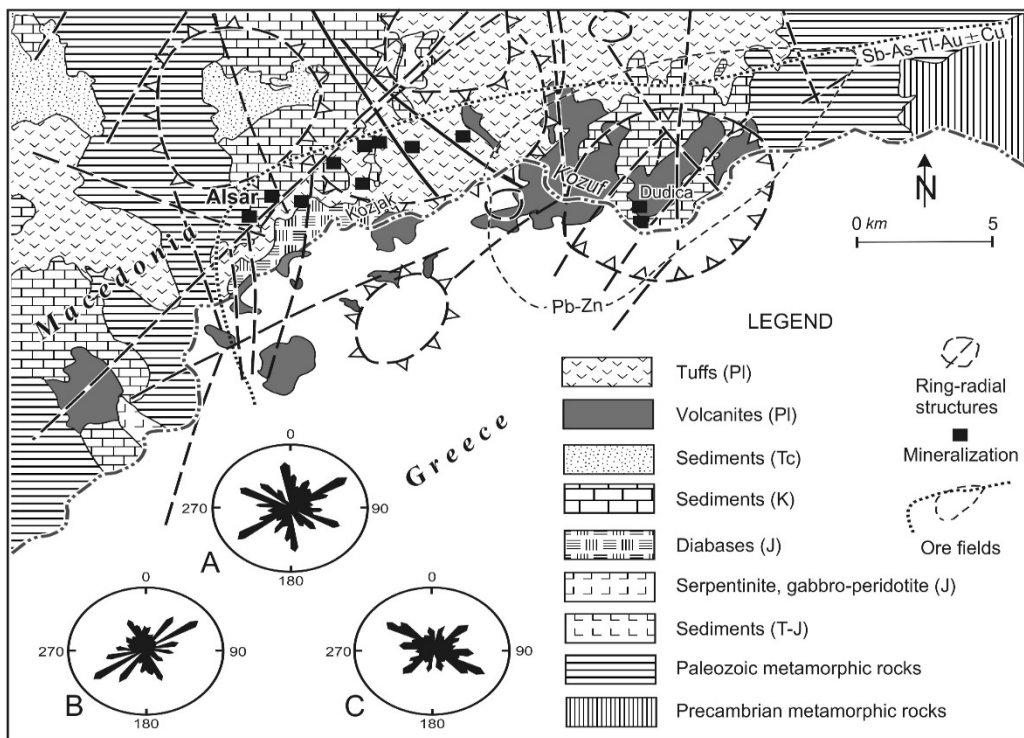 Sb-As-Tl-Au ± Cu
Alsar
Kozjak
Kozuf
Dudica
N
0 km 5
Macedonia
Pb-Zn
Greece
LEGEND
Tuffs (Pl)
Volcanites (Pl)
Sediments (Tc)
Sediments (K)
Diabases (J)
Serpentinite, gabbro-peridotite (J)
Sediments (T-J)
Paleozoic metamorphic rocks
Precambrian metamorphic rocks
Ring-radial
structures
Mineralization
Ore fields
0
270
90
180
A
0
270
90
180
B
0
270
90
180
C